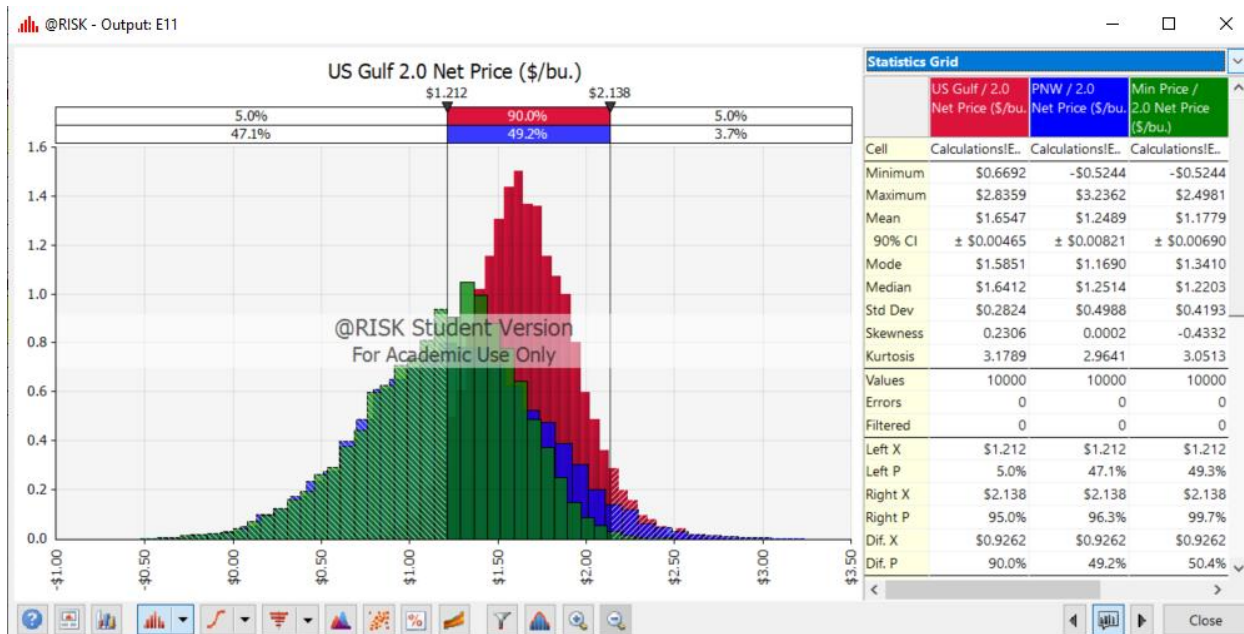 @RISK - Output: E11
US Gulf 2.0 Net Price ($/bu.)
$1.212 $2.138
5.0% 90.0% 5.0%
47.1% 49.2% 3.7%
1.6
1.4
1.2
1.0
0.8
0.6
0.4
0.2
0.0
-$1.00 -$0.50 $0.00 $0.50 $1.00 $1.50 $2.00 $2.50 $3.00 $3.50
@RISK Student Version
For Academic Use Only
Statistics Grid
US Gulf / 2.0 PNW / 2.0 Min Price /
Net Price ($/bu. Net Price ($/bu. 2.0 Net Price
($/bu.)
Cell Calculations!E.. Calculations!E.. Calculations!E..
Minimum $0.6692 -$0.5244 -$0.5244
Maximum $2.8359 $3.2362 $2.4981
Mean $1.6547 $1.2489 $1.1779
90% CI ± $0.00465 ± $0.00821 ± $0.00690
Mode $1.5851 $1.1690 $1.3410
Median $1.6412 $1.2514 $1.2203
Std Dev $0.2824 $0.4988 $0.4193
Skewness 0.2306 0.0002 -0.4332
Kurtosis 3.1789 2.9641 3.0513
Values 10000 10000 10000
Errors 0 0 0
Filtered 0 0 0
Left X $1.212 $1.212 $1.212
Left P 5.0% 47.1% 49.3%
Right X $2.138 $2.138 $2.138
Right P 95.0% 96.3% 99.7%
Dif. X $0.9262 $0.9262 $0.9262
Dif. P 90.0% 49.2% 50.4%
Close